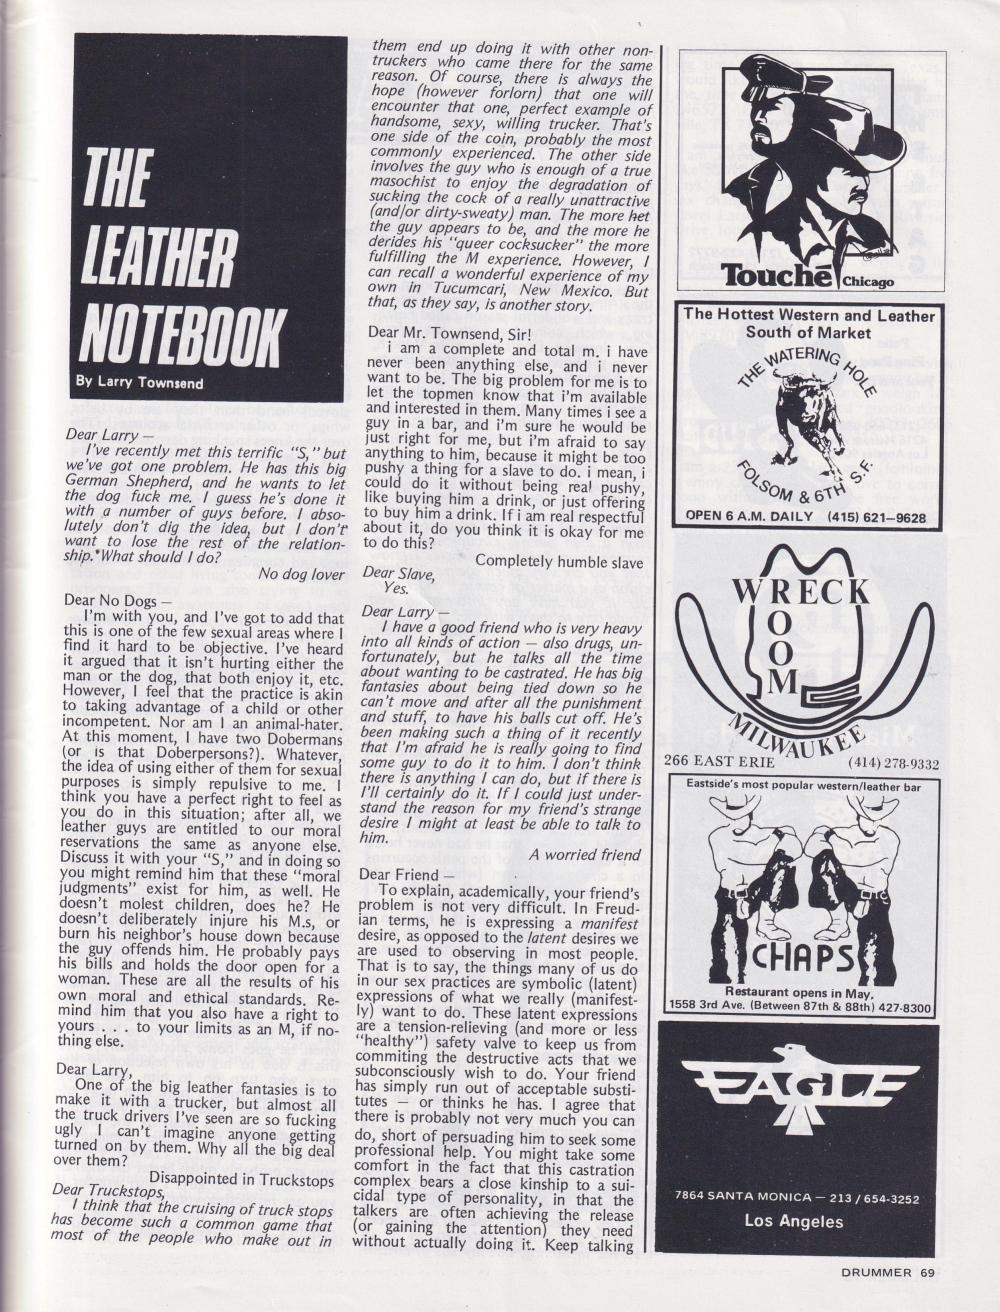 THE
LEATHER
NOTEBOOK
By Larry Townsend
Dear Larry —
I've recently met this terrific "S," but
we've got one problem. He has this big
German Shepherd, and he wants to let
the dog fuck me. I guess he's done it
with a number of guys before. I abso-
lutely don't dig the idea, but I don't
want to lose the rest of the relation-
ship. What should I do?
No dog lover
Dear No Dogs —
I'm with you, and I've got to add that
this is one of the few sexual areas where I
find it hard to be objective. I've heard
it argued that it isn't hurting either the
man or the dog, that both enjoy it, etc.
However, I feel that the practice is akin
to taking advantage of a child or other
incompetent. Nor am I an animal-hater.
At this moment, I have two Dobermans
(or is that Doberpersons?). Whatever,
the idea of using either of them for sexual
purposes is simply repulsive to me. I
think you have a perfect right to feel as
you do in this situation; after all, we
leather guys are entitled to our moral
reservations the same as anyone else.
Discuss it with your "S," and in doing so
you might remind him that these "moral
judgments" exist for him, as well. He
doesn't molest children, does he? He
doesn't deliberately injure his M.s, or
burn his neighbor's house down because
the guy offends him. He probably pays
his bills and holds the door open for a
woman. These are all the results of his
own moral and ethical standards. Re-
mind him that you also have a right to
yours . . . to your limits as an M, if no-
thing else.
Dear Larry,
One of the big leather fantasies is to
make it with a trucker, but almost all
the truck drivers I've seen are so fucking
ugly I can't imagine anyone getting
turned on by them. Why all the big deal
over them?
Disappointed in Truckstops
Dear Truckstops,
I think that the cruising of truck stops
has become such a common game that
most of the people who make out in
them end up doing it with other non-
truckers who came there for the same
reason. Of course, there is always the
hope (however forlorn) that one will
encounter that one, perfect example of
handsome, sexy, willing trucker. That's
one side of the coin, probably the most
commonly experienced. The other side
involves the guy who is enough of a true
masochist to enjoy the degradation of
sucking the cock of a really unattractive
(and/or dirty-sweaty) man. The more het
the guy appears to be, and the more he
derides his "queer cocksucker" the more
fulfilling the M experience. However, I
can recall a wonderful experience of my
own in Tucumcari, New Mexico. But
that, as they say, is another story.
Dear Mr. Townsend, Sir!
i am a complete and total m. i have
never been anything else, and i never
want to be. The big problem for me is to
let the topmen know that i'm available
and interested in them. Many times i see a
guy in a bar, and i'm sure he would be
just right for me, but i'm afraid to say
anything to him, because it might be too
pushy a thing for a slave to do. i mean, i
could do it without being real pushy,
like buying him a drink, or just offering
to buy him a drink. If i am real respectful
about it, do you think it is okay for me
to do this?
Completely humble slave
Dear Slave,
Yes.
Dear Larry —
I have a good friend who is very heavy
into all kinds of action — also drugs, un-
fortunately, but he talks all the time
about wanting to be castrated. He has big
fantasies about being tied down so he
can't move and after all the punishment
and stuff, to have his balls cut off. He's
been making such a thing of it recently
that I'm afraid he is really going to find
some guy to do it to him. I don't think
there is anything I can do, but if there is
I'll certainly do it. If I could just under-
stand the reason for my friend's strange
desire I might at least be able to talk to
him.
A worried friend
Dear Friend —
To explain, academically, your friend's
problem is not very difficult. In Freud-
ian terms, he is expressing a manifest
desire, as opposed to the latent desires we
are used to observing in most people.
That is to say, the things many of us do
in our sex practices are symbolic (latent)
expressions of what we really (manifest-
ly) want to do. These latent expressions
are a tension-relieving (and more or less
"healthy") safety valve to keep us from
commiting the destructive acts that we
subconsciously wish to do. Your friend
has simply run out of acceptable substi-
tutes — or thinks he has. I agree that
there is probably not very much you can
do, short of persuading him to seek some
professional help. You might take some
comfort in the fact that this castration
complex bears a close kinship to a sui-
cidal type of personality, in that the
talkers are often achieving the release
(or gaining the attention) they need
without actually doing it. Keep talking
Touché Chicago
The Hottest Western and Leather
South of Market
THE WATERING HOLE
FOLSOM & 6TH S.F.
OPEN 6 A.M. DAILY (415) 621–9628
WRECK
ROOM
MILWAUKEE
266 EAST ERIE (414) 278-9332
Eastside's most popular western/leather bar
CHAPS
Restaurant opens in May,
1558 3rd Ave. (Between 87th & 88th) 427-8300
EAGLE
7864 SANTA MONICA — 213 / 654-3252
Los Angeles
DRUMMER 69